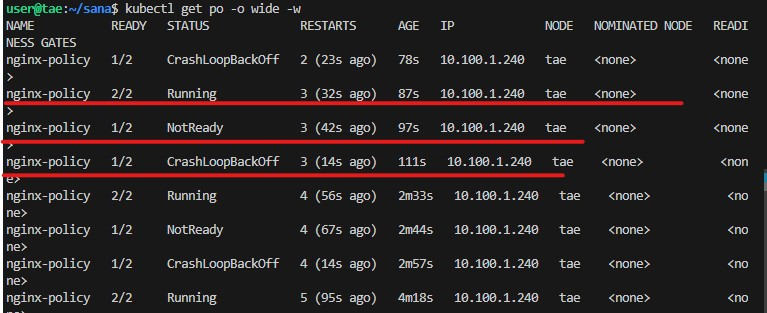 user@tae:~/sana$ kubectl get po -o wide -w
NAME READY STATUS RESTARTS AGE IP NODE NOMINATED NODE READI
NESS GATES
nginx-policy 1/2 CrashLoopBackOff 2 (23s ago) 78s 10.100.1.240 tae <none> <none
>
nginx-policy 2/2 Running 3 (32s ago) 87s 10.100.1.240 tae <none> <none
>
nginx-policy 1/2 NotReady 3 (42s ago) 97s 10.100.1.240 tae <none> <none
>
nginx-policy 1/2 CrashLoopBackOff 3 (14s ago) 111s 10.100.1.240 tae <none> <non
e>
nginx-policy 2/2 Running 4 (56s ago) 2m33s 10.100.1.240 tae <none> <no
ne>
nginx-policy 1/2 NotReady 4 (67s ago) 2m44s 10.100.1.240 tae <none> <no
ne>
nginx-policy 1/2 CrashLoopBackOff 4 (14s ago) 2m57s 10.100.1.240 tae <none> <no
ne>
nginx-policy 2/2 Running 5 (95s ago) 4m18s 10.100.1.240 tae <none> <no
ne>